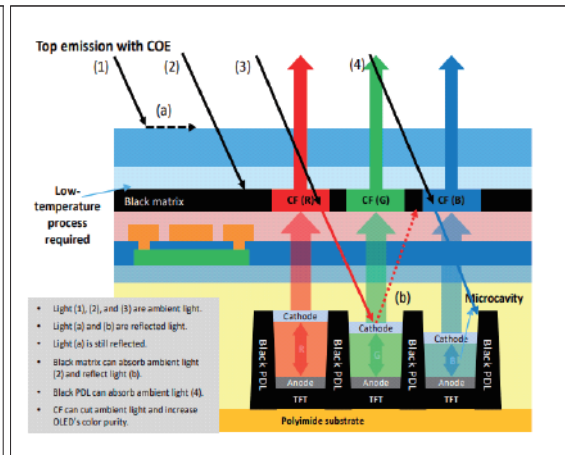 Top emission with COE
(1)
(2)
(3)
(4)
(a)
Low-
temperature
process
required
Black matrix
CF (R)
CF (G)
CF (B)
(b)
Microcavity
Cathode
Cathode
Cathode
Black PDL
Black PDL
Black PDL
Black PDL
R
G
B
Anode
Anode
Anode
TFT
TFT
TFT
Polyimide substrate
• Light (1), (2), and (3) are ambient light.
• Light (a) and (b) are reflected light.
• Light (a) is still reflected.
• Black matrix can absorb ambient light
(2) and reflect light (b).
• Black PDL can absorb ambient light (4).
• CF can cut ambient light and increase
OLED's color purity.